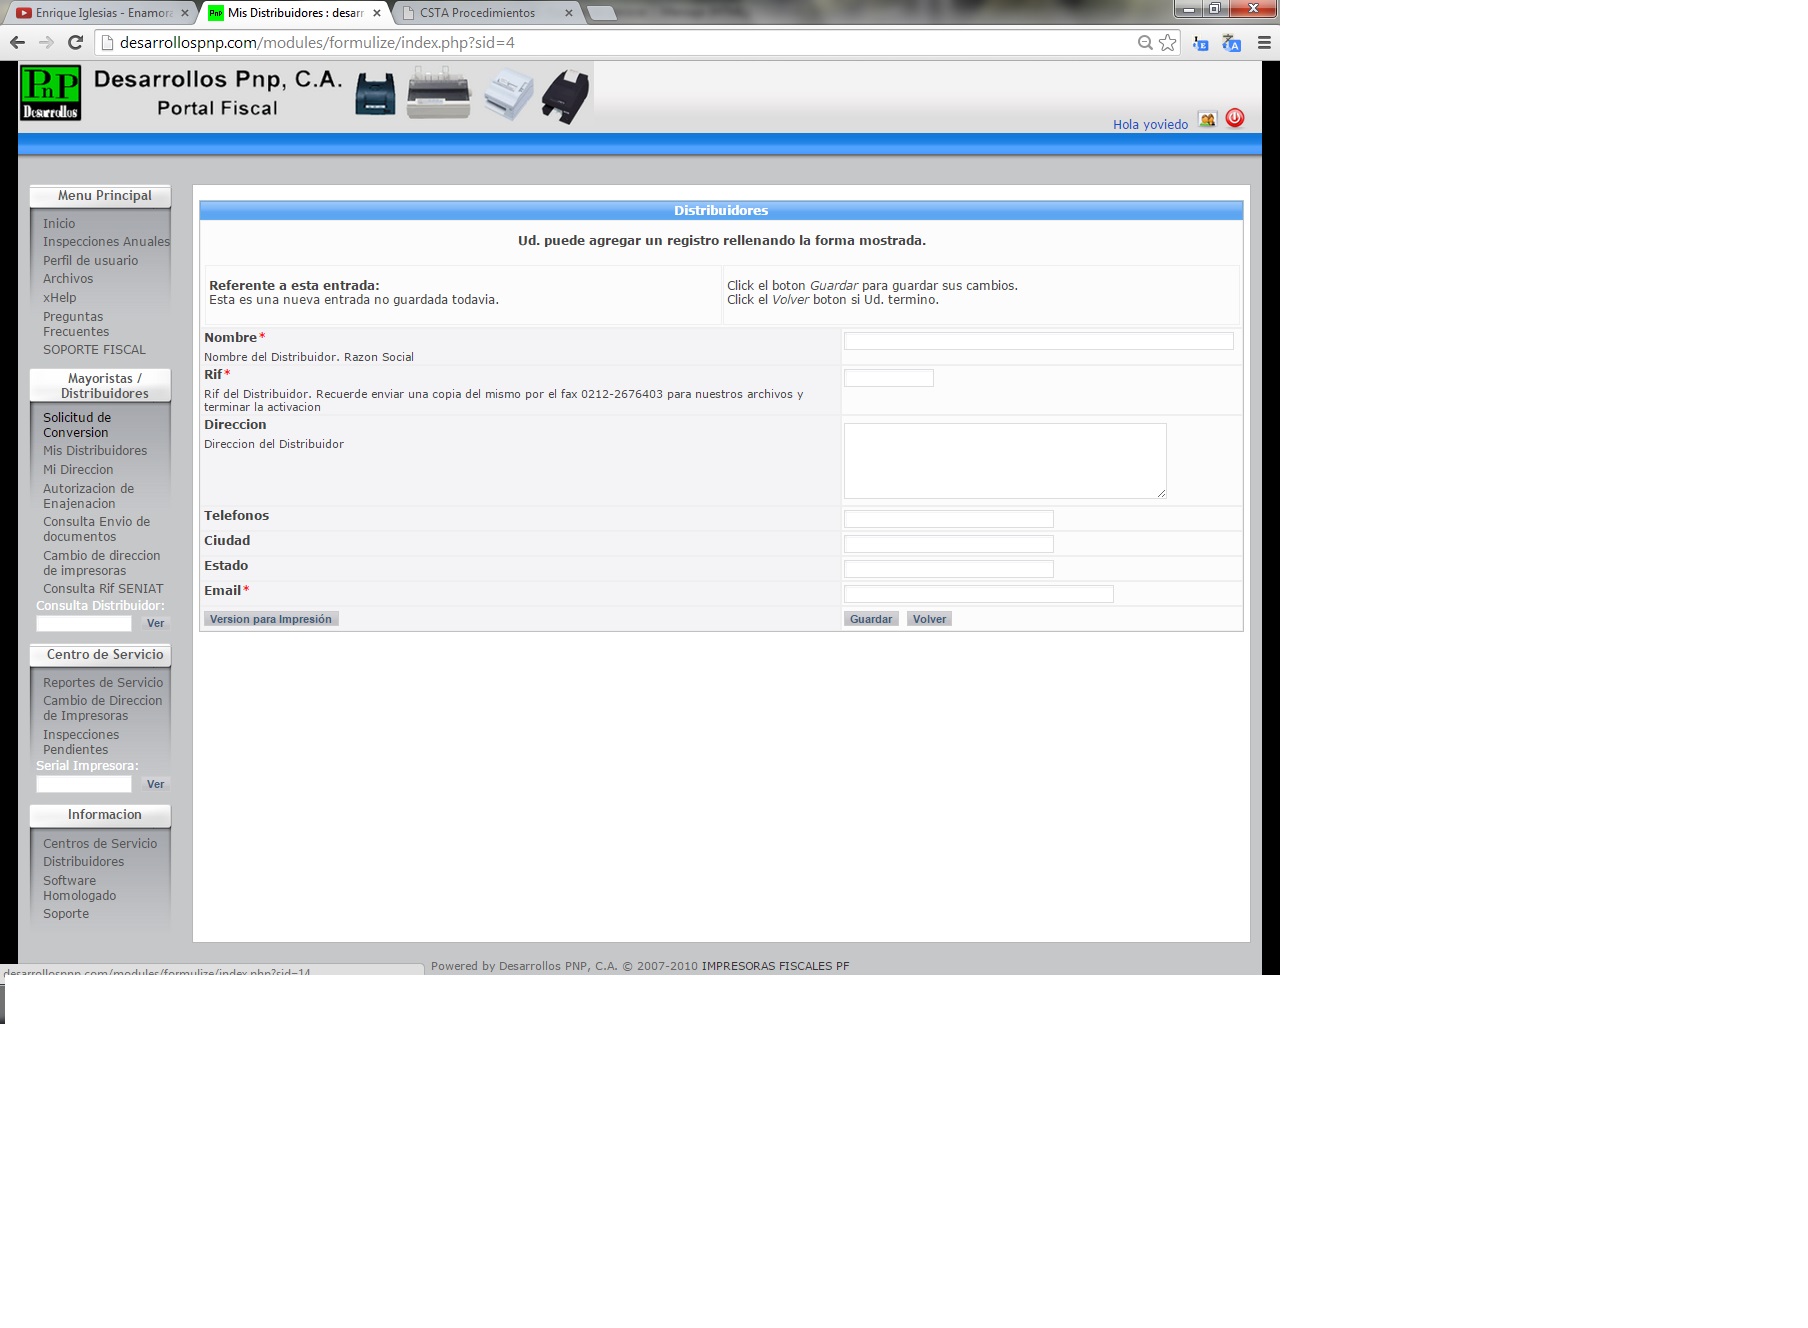 Enrique Iglesias - Enamora
Mis Distribuidores : desarr
CSTA Procedimientos
desarrollospnp.com/modules/formulize/index.php?sid=4
PnP
Desarrollos
Desarrollos Pnp, C.A.
Portal Fiscal
Hola yoviedo
Menu Principal
Inicio
Inspecciones Anuales
Perfil de usuario
Archivos
xHelp
Preguntas
Frecuentes
SOPORTE FISCAL
Mayoristas /
Distribuidores
Solicitud de
Conversion
Mis Distribuidores
Mi Direccion
Autorizacion de
Enajenacion
Consulta Envio de
documentos
Cambio de direccion
de impresoras
Consulta Rif SENIAT
Consulta Distribuidor:
Ver
Centro de Servicio
Reportes de Servicio
Cambio de Direccion
de Impresoras
Inspecciones
Pendientes
Serial Impresora:
Ver
Informacion
Centros de Servicio
Distribuidores
Software
Homologado
Soporte
Distribuidores
Ud. puede agregar un registro rellenando la forma mostrada.
Referente a esta entrada:
Esta es una nueva entrada no guardada todavia.
Click el boton Guardar para guardar sus cambios.
Click el Volver boton si Ud. termino.
Nombre*
Nombre del Distribuidor. Razon Social
Rif*
Rif del Distribuidor. Recuerde enviar una copia del mismo por el fax 0212-2676403 para nuestros archivos y
terminar la activacion
Direccion
Direccion del Distribuidor
Telefonos
Ciudad
Estado
Email*
Version para Impresión
Guardar
Volver
desarrollospnp.com/modules/formulize/index.php?sid=14
Powered by Desarrollos PNP, C.A. © 2007-2010 IMPRESORAS FISCALES PF